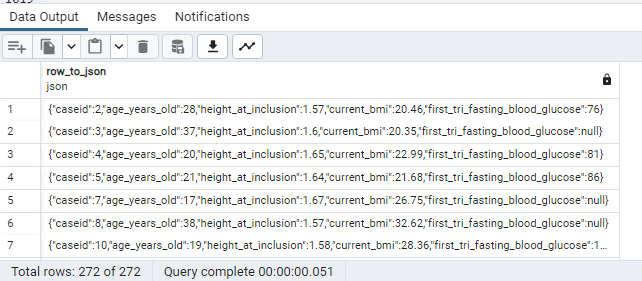 Data Output Messages Notifications
row_to_json
json
1 {"caseid":2,"age_years_old":28,"height_at_inclusion":1.57,"current_bmi":20.46,"first_tri_fasting_blood_glucose":76}
2 {"caseid":3,"age_years_old":37,"height_at_inclusion":1.6,"current_bmi":20.35,"first_tri_fasting_blood_glucose":null}
3 {"caseid":4,"age_years_old":20,"height_at_inclusion":1.65,"current_bmi":22.99,"first_tri_fasting_blood_glucose":81}
4 {"caseid":5,"age_years_old":21,"height_at_inclusion":1.64,"current_bmi":21.68,"first_tri_fasting_blood_glucose":86}
5 {"caseid":7,"age_years_old":17,"height_at_inclusion":1.67,"current_bmi":26.75,"first_tri_fasting_blood_glucose":null}
6 {"caseid":8,"age_years_old":38,"height_at_inclusion":1.57,"current_bmi":32.62,"first_tri_fasting_blood_glucose":null}
7 {"caseid":10,"age_years_old":19,"height_at_inclusion":1.58,"current_bmi":28.36,"first_tri_fasting_blood_glucose":1...
Total rows: 272 of 272 Query complete 00:00:00.051